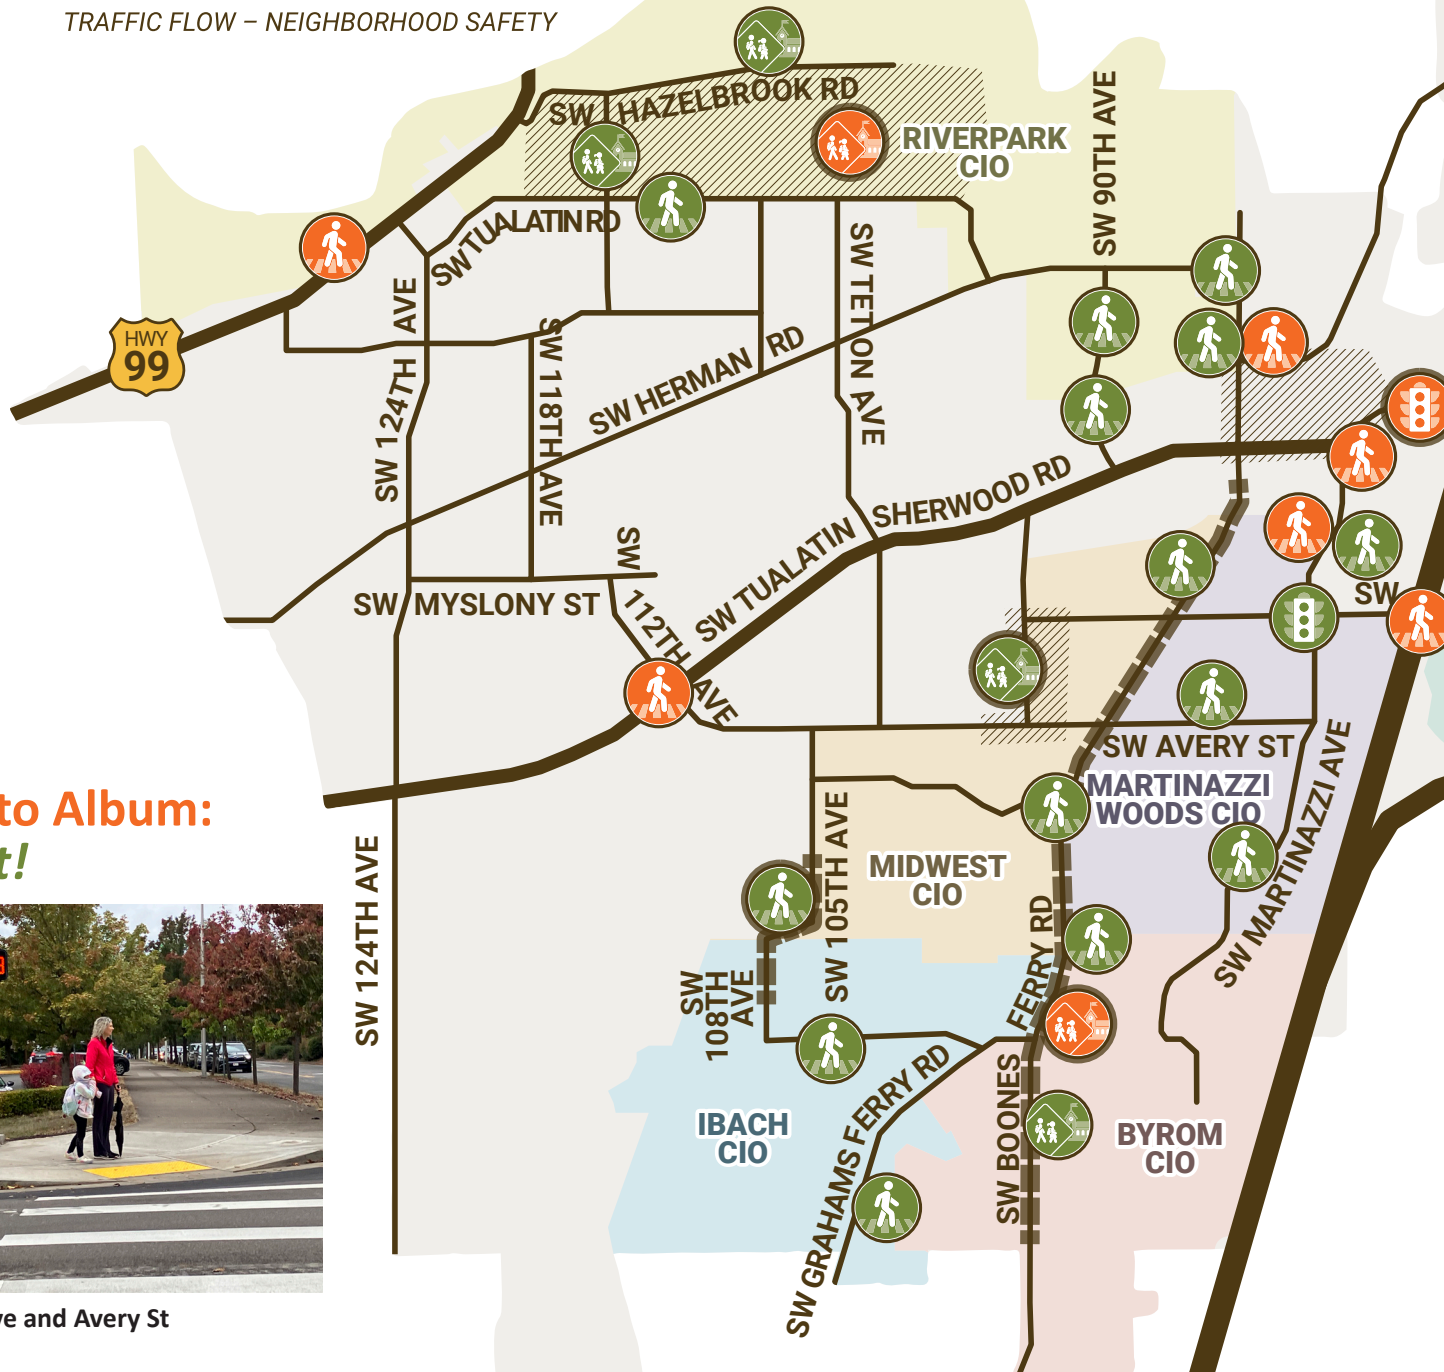 TRAFFIC FLOW – NEIGHBORHOOD SAFETY
SW HAZELBROOK RD
RIVERPARK
CIO
SW 90TH AVE
SW TUALATIN RD
HWY
99
SW 124TH AVE
SW 118TH AVE
SW HERMAN RD
SW TETON AVE
SW TUALATIN SHERWOOD RD
SW MYSLONY ST
SW
112TH AVE
SW
SW AVERY ST
MARTINAZZI
WOODS CIO
SW MARTINAZZI AVE
to Album:
t!
MIDWEST
CIO
SW 105TH AVE
SW 124TH AVE
SW
108TH
AVE
SW BOONES FERRY RD
SW GRAHAMS FERRY RD
IBACH
CIO
BYROM
CIO
ve and Avery St